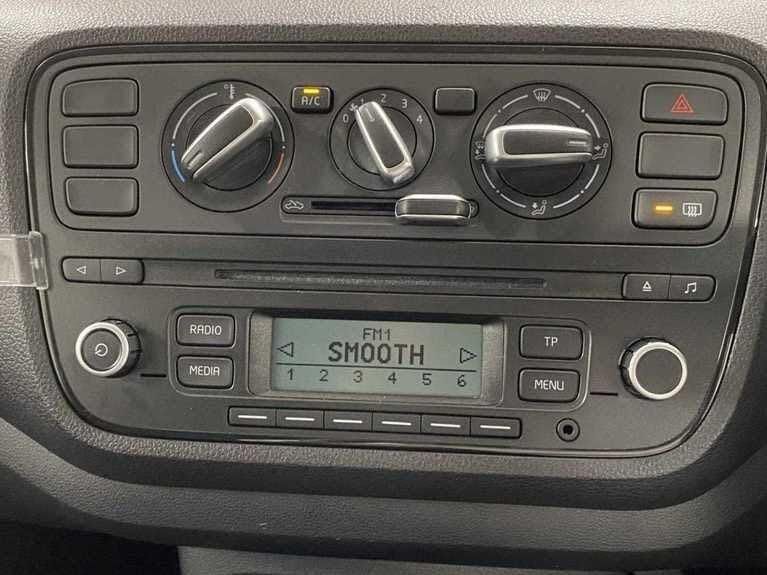 A/C
0 1 2 3 4
RADIO
MEDIA
FM1
SMOOTH
1 2 3 4 5 6
TP
MENU